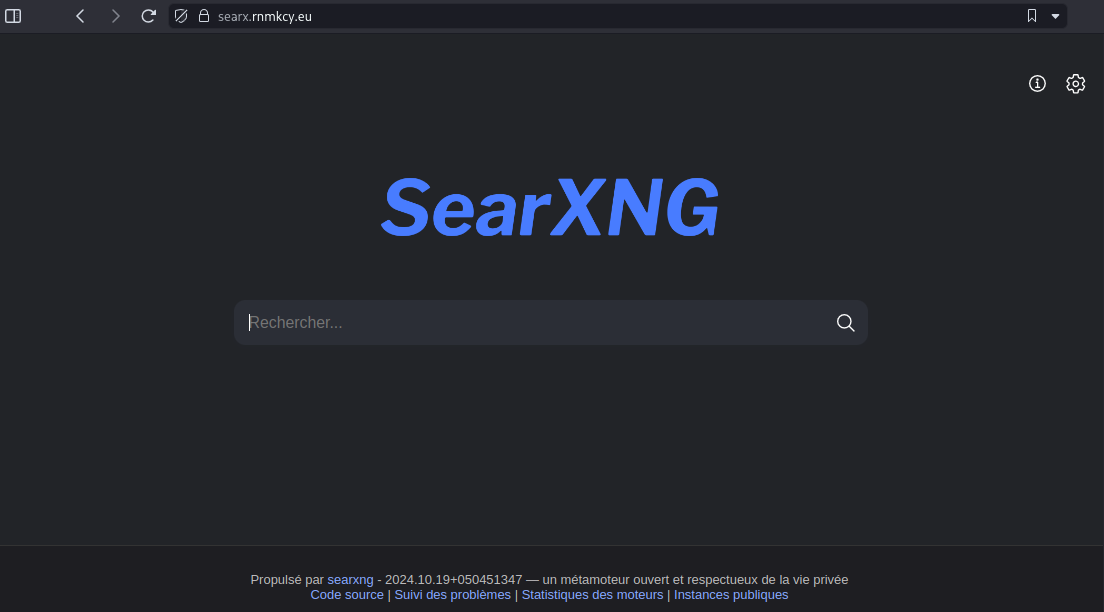 searx.rnmkcy.eu
SearXNG
Rechercher...
Propulsé par searxng - 2024.10.19+050451347 — un métamoteur ouvert et respectueux de la vie privée
Code source | Suivi des problèmes | Statistiques des moteurs | Instances publiques